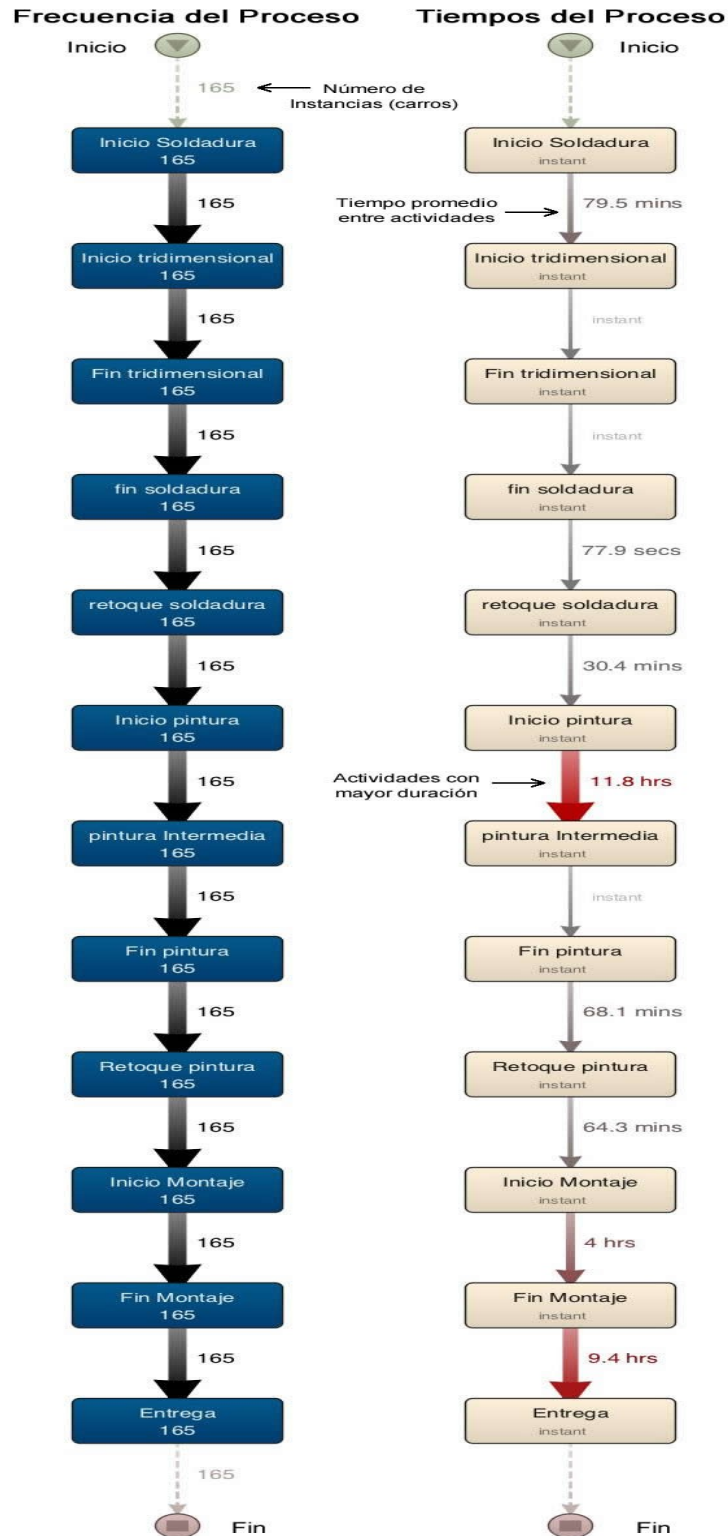 Frecuencia del Proceso
Inicio
165
Número de
Instancias (carros)
Inicio Soldadura
165
165
Inicio tridimensional
165
165
Fin tridimensional
165
165
fin soldadura
165
165
retoque soldadura
165
165
Inicio pintura
165
165
pintura Intermedia
165
165
Fin pintura
165
165
Retoque pintura
165
165
Inicio Montaje
165
165
Fin Montaje
165
165
Entrega
165
165
Fin
Tiempos del Proceso
Inicio
Inicio Soldadura
instant
Tiempo promedio
entre actividades
79.5 mins
Inicio tridimensional
instant
instant
Fin tridimensional
instant
instant
fin soldadura
instant
77.9 secs
retoque soldadura
instant
30.4 mins
Inicio pintura
instant
Actividades con
mayor duración
11.8 hrs
pintura Intermedia
instant
instant
Fin pintura
instant
68.1 mins
Retoque pintura
instant
64.3 mins
Inicio Montaje
instant
4 hrs
Fin Montaje
instant
9.4 hrs
Entrega
instant
Fin